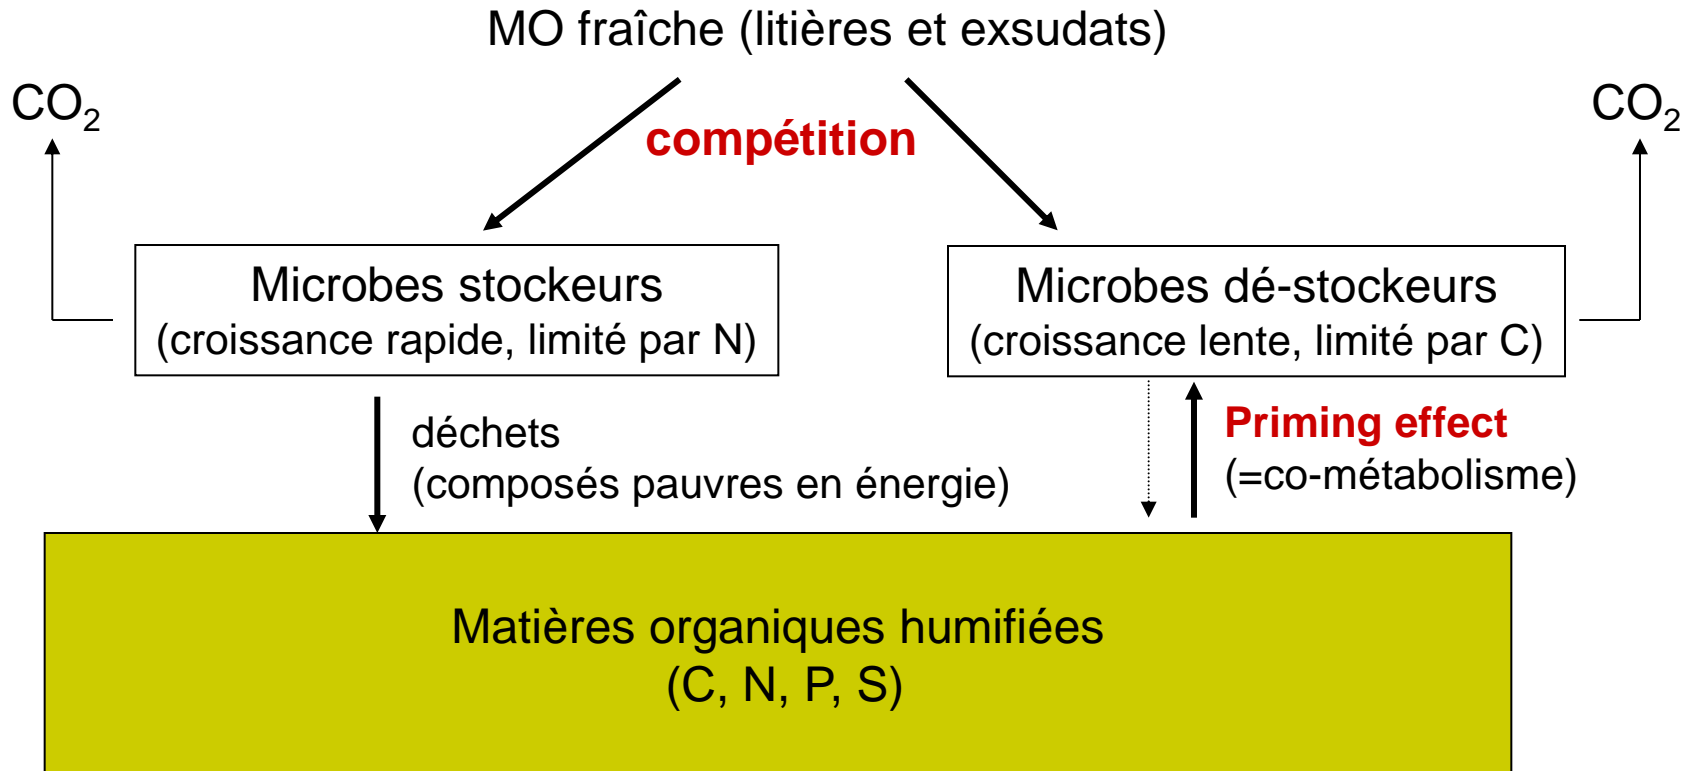 MO fraîche (litières et exsudats)
CO₂
CO₂
compétition
Microbes stockeurs
(croissance rapide, limité par N)
Microbes dé-stockeurs
(croissance lente, limité par C)
déchets
(composés pauvres en énergie)
Priming effect
(=co-métabolisme)
Matières organiques humifiées
(C, N, P, S)